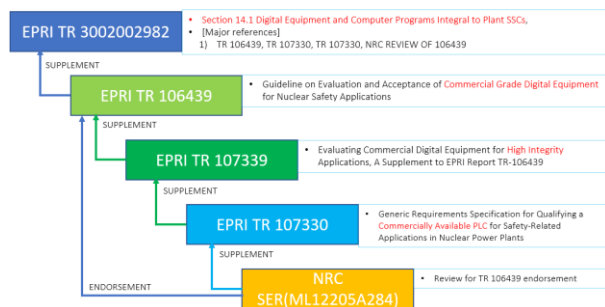 EPRI TR 3002002982
• Section 14.1 Digital Equipment and Computer Programs Integral to Plant SSCs,
• [Major references]
1) TR 106439, TR 107330, TR 107330, NRC REVIEW OF 106439
SUPPLEMENT
EPRI TR 106439
• Guideline on Evaluation and Acceptance of Commercial Grade Digital Equipment
for Nuclear Safety Applications
SUPPLEMENT
EPRI TR 107339
• Evaluating Commercial Digital Equipment for High Integrity
Applications, A Supplement to EPRI Report TR-106439
SUPPLEMENT
EPRI TR 107330
• Generic Requirements Specification for Qualifying a
Commercially Available PLC for Safety-Related
Applications in Nuclear Power Plants
SUPPLEMENT
ENDORSEMENT
NRC
SER(ML12205A284)
• Review for TR 106439 endorsement